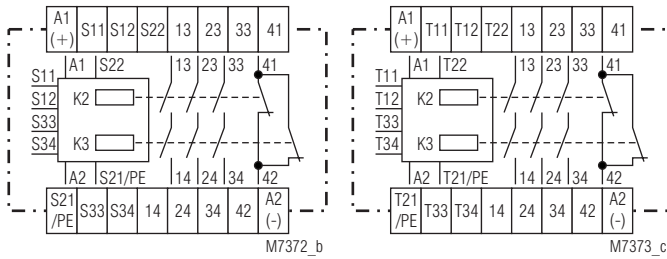 A1 (+) S11 S12 S22 13 23 33 41
A1 S22 13 23 33 41
S11
S12 K2
S33
S34 K3
A2 S21/PE 14 24 34 42
S21 /PE S33 S34 14 24 34 42 A2 (-)
M7372_b
A1 (+) T11 T12 T22 13 23 33 41
A1 T22 13 23 33 41
T11
T12 K2
T33
T34 K3
A2 T21/PE 14 24 34 42
T21 /PE T33 T34 14 24 34 42 A2 (-)
M7373_c